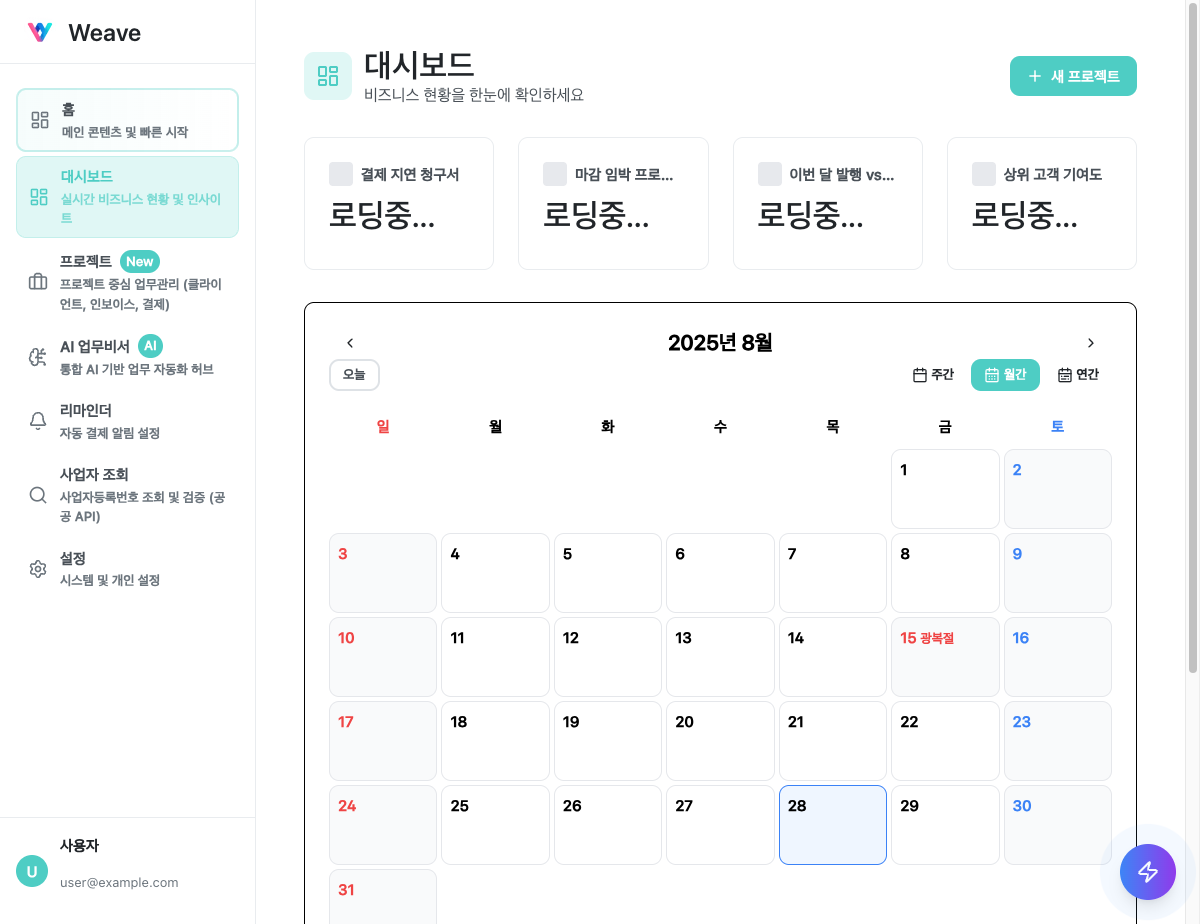 Weave
홈
메인 콘텐츠 및 빠른 시작
대시보드
실시간 비즈니스 현황 및 인사이
트
프로젝트 New
프로젝트 중심 업무관리 (클라이
언트, 인보이스, 결제)
AI 업무비서 AI
통합 AI 기반 업무 자동화 허브
리마인더
자동 결제 알림 설정
사업자 조회
사업자등록번호 조회 및 검증 (공
공 API)
설정
시스템 및 개인 설정
사용자
U
user@example.com
대시보드
비즈니스 현황을 한눈에 확인하세요
새 프로젝트
결제 지연 청구서
로딩중...
마감 임박 프로...
로딩중...
이번 달 발행 vs...
로딩중...
상위 고객 기여도
로딩중...
2025년 8월
오늘
주간 월간 연간
일 월 화 수 목 금 토
1 2
3 4 5 6 7 8 9
10 11 12 13 14 15 광복절 16
17 18 19 20 21 22 23
24 25 26 27 28 29 30
31